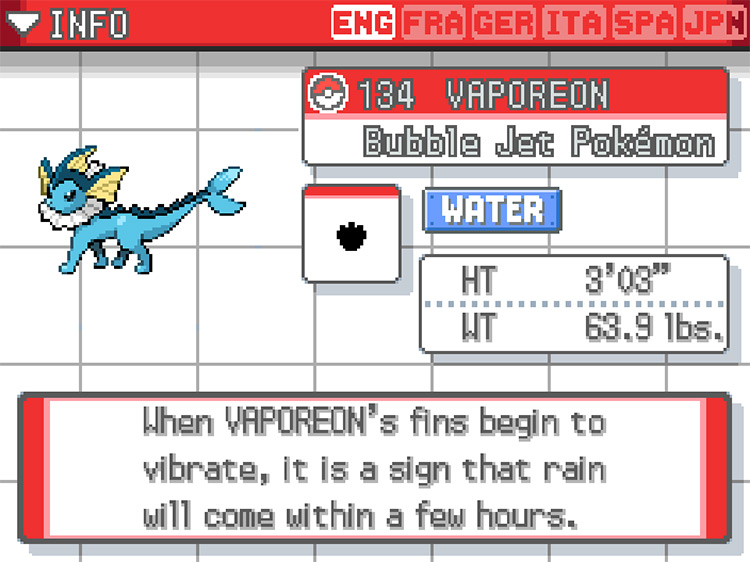 INFO
ENG FRA GER ITA SPA JPN
134 VAPOREON
Bubble Jet Pokémon
WATER
HT 3'03"
WT 63.9 lbs.
When VAPOREON's fins begin to
vibrate, it is a sign that rain
will come within a few hours.